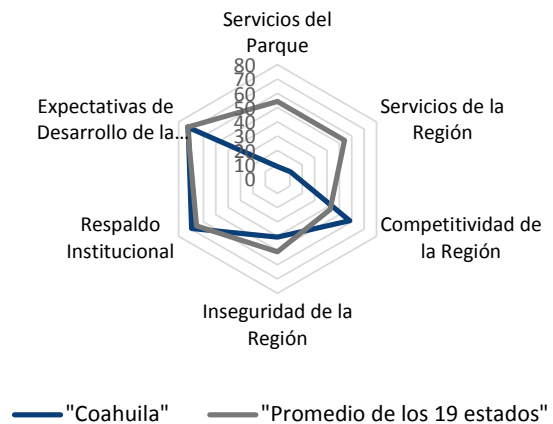 Servicios del
Parque
80
70
60
50
40
30
20
10
0
Expectativas de
Desarrollo de la...
Servicios de la
Región
Respaldo
Institucional
Competitividad de
la Región
Inseguridad de la
Región
"Coahuila" "Promedio de los 19 estados"